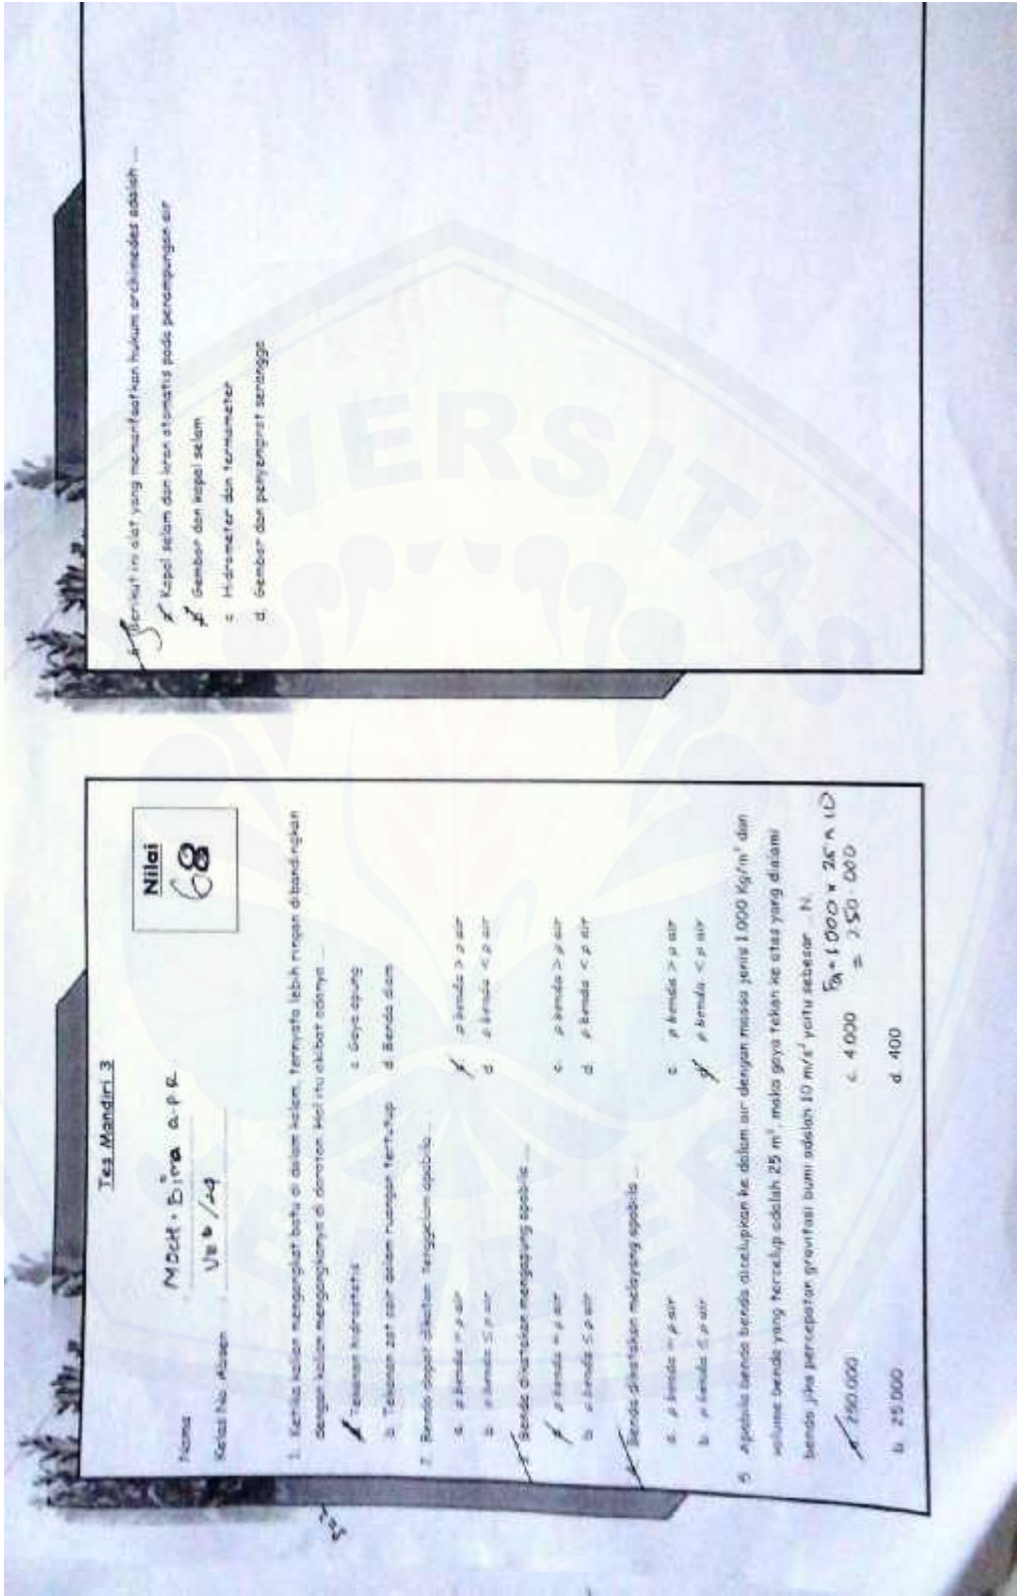 Tes Mandiri 3
Nilai
68
Nama : MOCH. Bima a.p.R
Kelas/No. Absen : /24
1. Ketika kalian mengangkat batu di dalam kolam, ternyata lebih ringan dibandingkan
dengan kalian mengangkatnya di daratan. Hal itu akibat adanya ...
a. Tekanan hidrostatis c. Gaya apung
b. Tekanan zat cair dalam ruangan tertutup d. Benda diam
2. Benda dapat dikatan Tenggelam apabila ...
a. ρ benda = ρ air c. ρ benda > ρ air
b. ρ benda ≤ ρ air d. ρ benda < ρ air
Benda dikatakan mengapung apabila ...
a. ρ benda = ρ air c. ρ benda > ρ air
b. ρ benda ≤ ρ air d. ρ benda < ρ air
Benda dikatakan melayang apabila ...
a. ρ benda = ρ air c. ρ benda > ρ air
b. ρ benda ≤ ρ air d. ρ benda < ρ air
5. Apabila benda benda dicelupkan ke dalam air dengan massa jenis 1.000 Kg/m³ dan
volume benda yang tercelup adalah 25 m³, maka gaya tekan ke atas yang dialami
benda jika percepatan gravitasi bumi adalah 10 m/s² yaitu sebesar ... N.
Fa = 1.000 x 25 x 10
= 250.000
a. 250.000 c. 4.000
b. 25.000 d. 400
Berikut ini alat yang memanfaatkan hukum archimedes adalah ...
a. Kapal selam dan kran otomatis pada penampungan air
b. Gembor dan kapal selam
c. Hidrometer dan termometer
d. Gembor dan penyemprot serangga
UNIVERSITAS
JEMBER